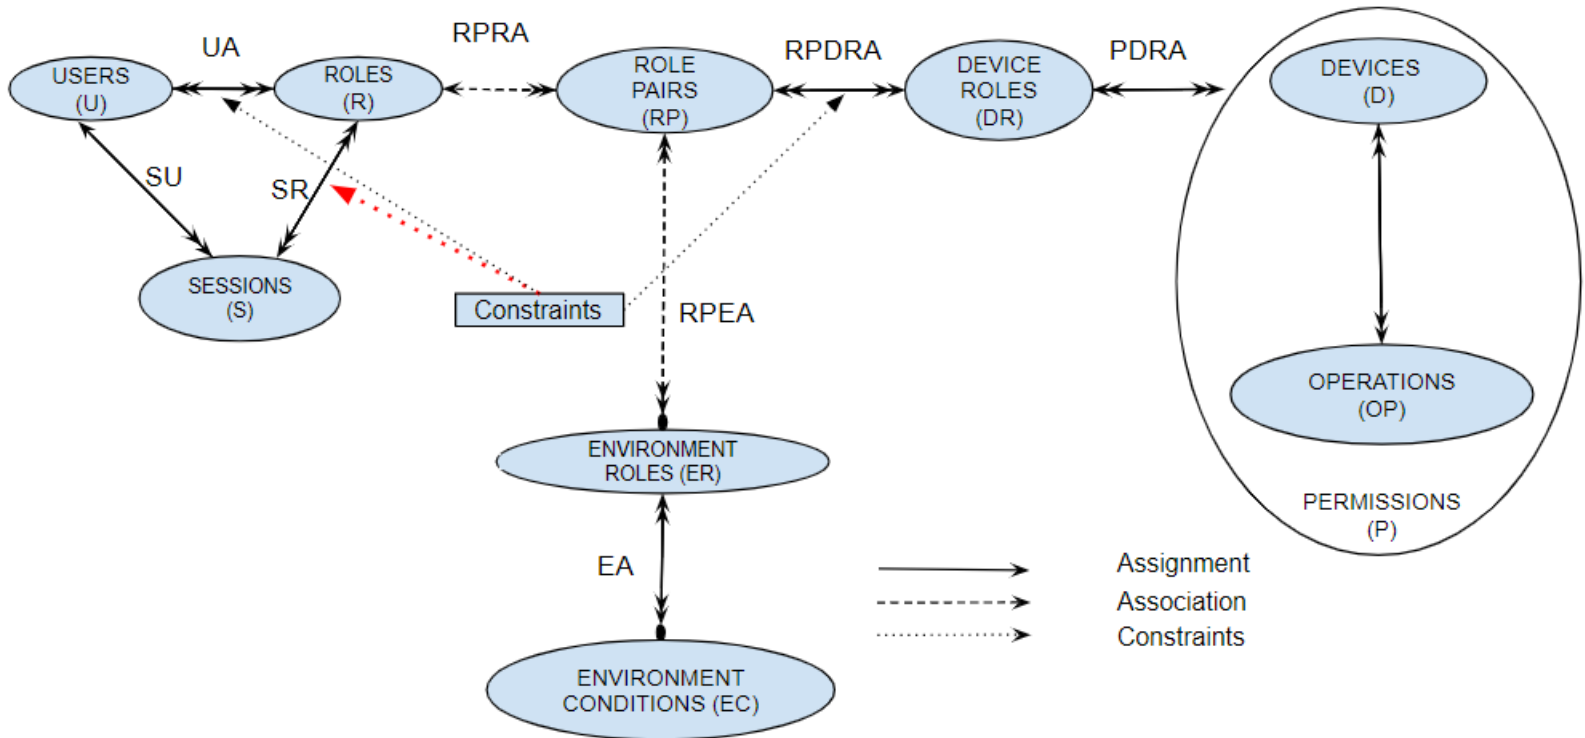 UA
RPRA
RPDRA
PDRA
USERS
(U)
ROLES
(R)
ROLE
PAIRS
(RP)
DEVICE
ROLES
(DR)
DEVICES
(D)
SU
SR
SESSIONS
(S)
Constraints
RPEA
OPERATIONS
(OP)
ENVIRONMENT
ROLES (ER)
PERMISSIONS
(P)
EA
Assignment
Association
Constraints
ENVIRONMENT
CONDITIONS (EC)